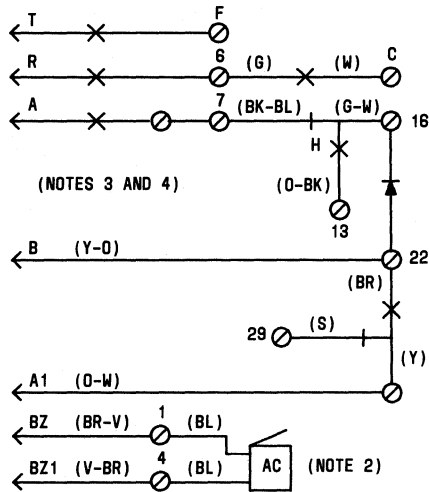 T F
R 6 (G) (W) C
A 7 (BK-BL) (G-W) 16
H
(NOTES 3 AND 4) (O-BK)
13
B (Y-O) 22
(BR)
29 (S)
(Y)
A1 (O-W)
BZ (BR-V) 1 (BL)
BZ1 (V-BR) 4 (BL) AC (NOTE 2)